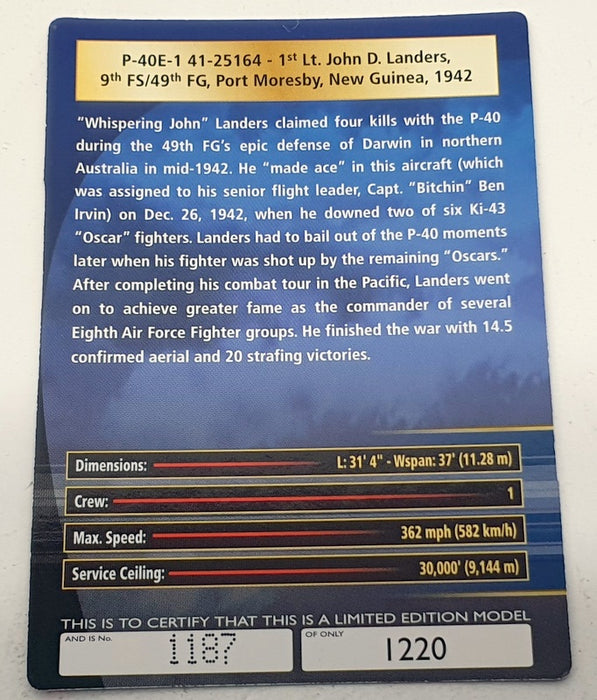 P-40E-1 41-25164 - 1st Lt. John D. Landers,
9th FS/49th FG, Port Moresby, New Guinea, 1942
"Whispering John" Landers claimed four kills with the P-40
during the 49th FG's epic defense of Darwin in northern
Australia in mid-1942. He "made ace" in this aircraft (which
was assigned to his senior flight leader, Capt. "Bitchin" Ben
Irvin) on Dec. 26, 1942, when he downed two of six Ki-43
"Oscar" fighters. Landers had to bail out of the P-40 moments
later when his fighter was shot up by the remaining "Oscars."
After completing his combat tour in the Pacific, Landers went
on to achieve greater fame as the commander of several
Eighth Air Force Fighter groups. He finished the war with 14.5
confirmed aerial and 20 strafing victories.
Dimensions: L: 31' 4" - Wspan: 37' (11.28 m)
Crew: 1
Max. Speed: 362 mph (582 km/h)
Service Ceiling: 30,000' (9,144 m)
THIS IS TO CERTIFY THAT THIS IS A LIMITED EDITION MODEL
AND IS No. 1187 OF ONLY 1220